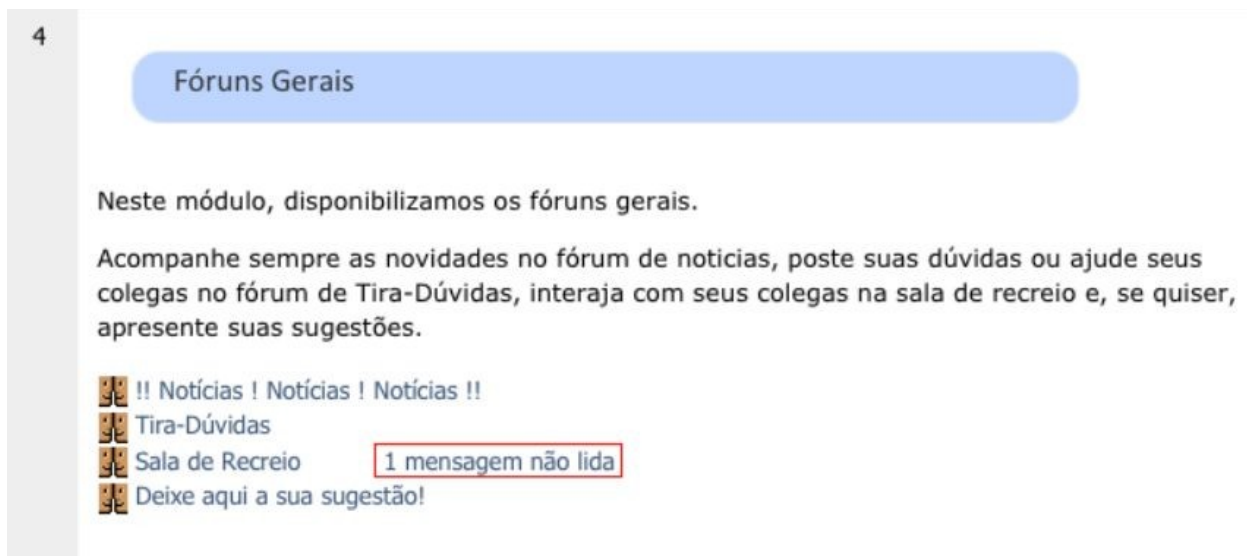 4
Fóruns Gerais
Neste módulo, disponibilizamos os fóruns gerais.
Acompanhe sempre as novidades no fórum de noticias, poste suas dúvidas ou ajude seus
colegas no fórum de Tira-Dúvidas, interaja com seus colegas na sala de recreio e, se quiser,
apresente suas sugestões.
!! Notícias ! Notícias ! Notícias !!
Tira-Dúvidas
Sala de Recreio 1 mensagem não lida
Deixe aqui a sua sugestão!